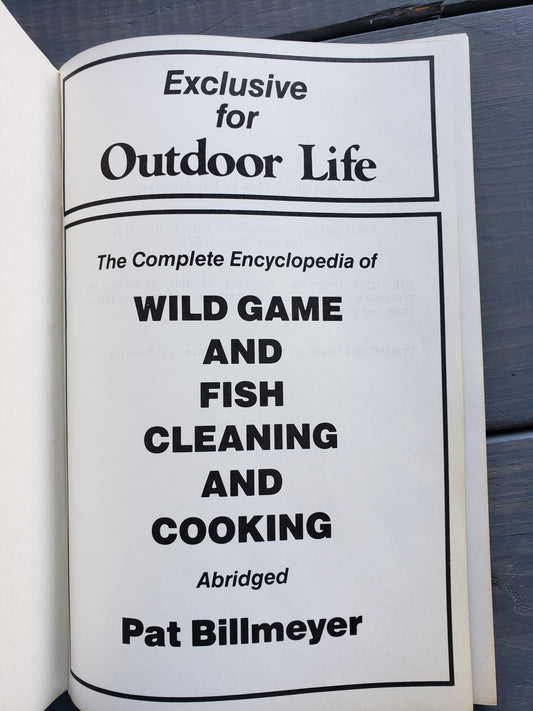 Exclusive
for
Outdoor Life
The Complete Encyclopedia of
WILD GAME
AND
FISH
CLEANING
AND
COOKING
Abridged
Pat Billmeyer